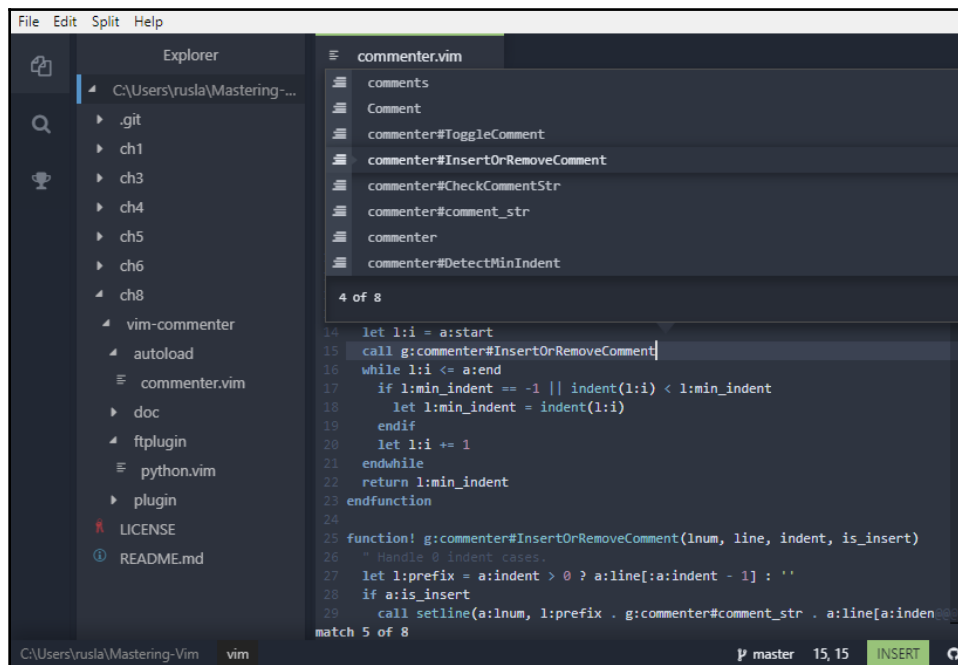 File Edit Split Help
Explorer
C:\Users\rusla\Mastering-...
.git
ch1
ch3
ch4
ch5
ch6
ch8
vim-commenter
autoload
commenter.vim
doc
ftplugin
python.vim
plugin
LICENSE
README.md
commenter.vim
comments
Comment
commenter#ToggleComment
commenter#InsertOrRemoveComment
commenter#CheckCommentStr
commenter#comment_str
commenter
commenter#DetectMinIndent
4 of 8
14 let l:i = a:start
15 call g:commenter#InsertOrRemoveComment
16 while l:i <= a:end
17 if l:min_indent == -1 || indent(l:i) < l:min_indent
18 let l:min_indent = indent(l:i)
19 endif
20 let l:i += 1
21 endwhile
22 return l:min_indent
23 endfunction
24
25 function! g:commenter#InsertOrRemoveComment(lnum, line, indent, is_insert)
26 " Handle 0 indent cases.
27 let l:prefix = a:indent > 0 ? a:line[:a:indent - 1] : ''
28 if a:is_insert
29 call setline(a:lnum, l:prefix . g:commenter#comment_str . a:line[a:inden
match 5 of 8
C:\Users\rusla\Mastering-Vim vim master 15, 15 INSERT